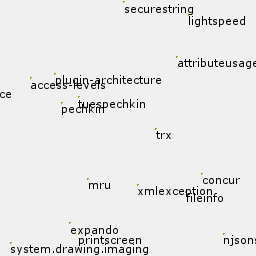 securestring
lightspeed
attributeusage
plugin-architecture
access-levels
ce
tuespechkin
pechkin
trx
concur
mru
xmlexception
fileinfo
expando
printscreen
njsons
system.drawing.imaging